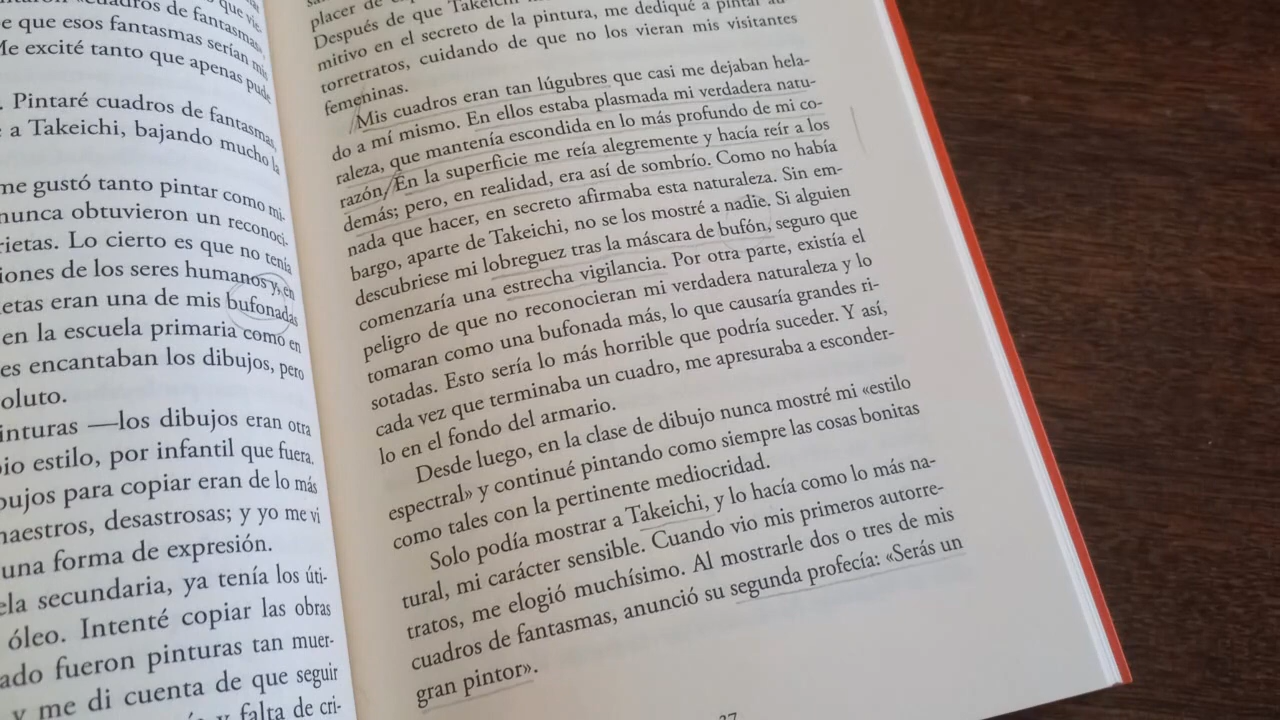 cuadros de fantasmas»
e que esos fantasmas serían mis
Me excité tanto que apenas pude
. Pintaré cuadros de fantasmas,
a Takeichi, bajando mucho la
me gustó tanto pintar como mi-
nunca obtuvieron un reconoci-
rietas. Lo cierto es que no tenía
iones de los seres humanos y, en
etas eran una de mis bufonadas
en la escuela primaria como en
es encantaban los dibujos, pero
oluto.
inturas —los dibujos eran otra
io estilo, por infantil que fuera.
bujos para copiar eran de lo más
maestros, desastrosas; y yo me vi
una forma de expresión.
ela secundaria, ya tenía los úti-
óleo. Intenté copiar las obras
ado fueron pinturas tan muer-
y me di cuenta de que seguir
y falta de cri-
placer de
Después de que Takeichi me dediqué a pintar au-
mitivo en el secreto de la pintura, me dediqué a pintar au-
torretratos, cuidando de que no los vieran mis visitantes
femeninas.
Mis cuadros eran tan lúgubres que casi me dejaban hela-
do a mí mismo. En ellos estaba plasmada mi verdadera natu-
raleza, que mantenía escondida en lo más profundo de mi co-
razón. En la superficie me reía alegremente y hacía reír a los
demás; pero, en realidad, era así de sombrío. Como no había
nada que hacer, en secreto afirmaba esta naturaleza. Sin em-
bargo, aparte de Takeichi, no se los mostré a nadie. Si alguien
descubriese mi lobreguez tras la máscara de bufón, seguro que
comenzaría una estrecha vigilancia. Por otra parte, existía el
peligro de que no reconocieran mi verdadera naturaleza y lo
tomaran como una bufonada más, lo que causaría grandes ri-
sotadas. Esto sería lo más horrible que podría suceder. Y así,
cada vez que terminaba un cuadro, me apresuraba a esconder-
lo en el fondo del armario.
Desde luego, en la clase de dibujo nunca mostré mi «estilo
espectral» y continué pintando como siempre las cosas bonitas
como tales con la pertinente mediocridad.
Solo podía mostrar a Takeichi, y lo hacía como lo más na-
tural, mi carácter sensible. Cuando vio mis primeros autorre-
tratos, me elogió muchísimo. Al mostrarle dos o tres de mis
cuadros de fantasmas, anunció su segunda profecía: «Serás un
gran pintor».